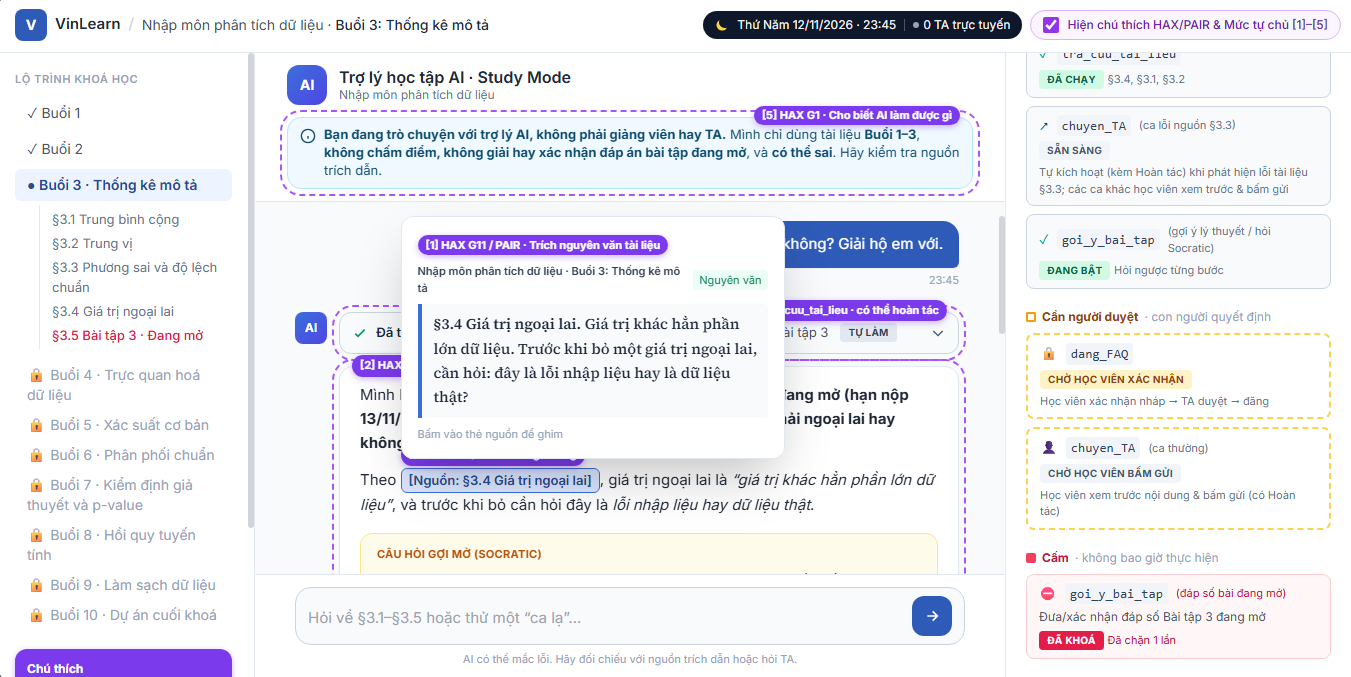 V VinLearn / Nhập môn phân tích dữ liệu · Buổi 3: Thống kê mô tả
Thứ Năm 12/11/2026 · 23:45
0 TA trực tuyến
Hiện chú thích HAX/PAIR & Mức tự chủ [1]–[5]
LỘ TRÌNH KHOÁ HỌC
✓ Buổi 1
✓ Buổi 2
● Buổi 3 · Thống kê mô tả
§3.1 Trung bình cộng
§3.2 Trung vị
§3.3 Phương sai và độ lệch
chuẩn
§3.4 Giá trị ngoại lai
§3.5 Bài tập 3 · Đang mở
Buổi 4 · Trực quan hoá
dữ liệu
Buổi 5 · Xác suất cơ bản
Buổi 6 · Phân phối chuẩn
Buổi 7 · Kiểm định giả
thuyết và p-value
Buổi 8 · Hồi quy tuyến
tính
Buổi 9 · Làm sạch dữ liệu
Buổi 10 · Dự án cuối khoá
Chú thích
AI
Trợ lý học tập AI · Study Mode
Nhập môn phân tích dữ liệu
[5] HAX G1 · Cho biết AI làm được gì
Bạn đang trò chuyện với trợ lý AI, không phải giảng viên hay TA. Mình chỉ dùng tài liệu Buổi 1–3,
không chấm điểm, không giải hay xác nhận đáp án bài tập đang mở, và có thể sai. Hãy kiểm tra nguồn
trích dẫn.
không? Giải hộ em với.
23:45
[1] HAX G11 / PAIR · Trích nguyên văn tài liệu
Nhập môn phân tích dữ liệu · Buổi 3: Thống kê mô
tả
Nguyên văn
§3.4 Giá trị ngoại lai. Giá trị khác hẳn phần
lớn dữ liệu. Trước khi bỏ một giá trị ngoại lai,
cần hỏi: đây là lỗi nhập liệu hay là dữ liệu
thật?
Bấm vào thẻ nguồn để ghim
cuu_tai_lieu · có thể hoàn tác
AI
✓ Đã t
tập 3
TỰ LÀM
[2] HAX
Mình
đang mở (hạn nộp
13/11/
ải ngoại lai hay
không
Theo [Nguồn: §3.4 Giá trị ngoại lai], giá trị ngoại lai là “giá trị khác hẳn phần lớn dữ
liệu”, và trước khi bỏ cần hỏi đây là lỗi nhập liệu hay dữ liệu thật.
CÂU HỎI GỢI MỞ (SOCRATIC)
Hỏi về §3.1–§3.5 hoặc thử một “ca lạ”...
AI có thể mắc lỗi. Hãy đối chiếu với nguồn trích dẫn hoặc hỏi TA.
✓ tra_cuu_tai_lieu
ĐÃ CHẠY §3.4, §3.1, §3.2
↗ chuyen_TA (ca lỗi nguồn §3.3)
SẴN SÀNG
Tự kích hoạt (kèm Hoàn tác) khi phát hiện lỗi tài liệu
§3.3; các ca khác học viên xem trước & bấm gửi
✓ goi_y_bai_tap (gợi ý lý thuyết / hỏi
Socratic)
ĐANG BẬT Hỏi ngược từng bước
Cần người duyệt · con người quyết định
dang_FAQ
CHỜ HỌC VIÊN XÁC NHẬN
Học viên xác nhận nháp → TA duyệt → đăng
chuyen_TA (ca thường)
CHỜ HỌC VIÊN BẤM GỬI
Học viên xem trước nội dung & bấm gửi (có Hoàn
tác)
Cấm · không bao giờ thực hiện
goi_y_bai_tap (đáp số bài đang mở)
Đưa/xác nhận đáp số Bài tập 3 đang mở
ĐÃ KHOÁ Đã chặn 1 lần